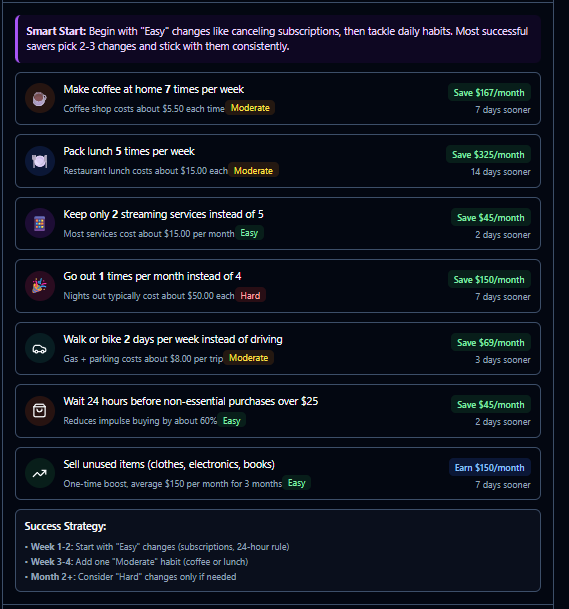 Smart Start: Begin with "Easy" changes like canceling subscriptions, then tackle daily habits. Most successful
savers pick 2-3 changes and stick with them consistently.
Make coffee at home 7 times per week
Save $167/month
Coffee shop costs about $5.50 each time Moderate
7 days sooner
Pack lunch 5 times per week
Save $325/month
Restaurant lunch costs about $15.00 each Moderate
14 days sooner
Keep only 2 streaming services instead of 5
Save $45/month
Most services cost about $15.00 per month Easy
2 days sooner
Go out 1 times per month instead of 4
Save $150/month
Nights out typically cost about $50.00 each Hard
7 days sooner
Walk or bike 2 days per week instead of driving
Save $69/month
Gas + parking costs about $8.00 per trip Moderate
3 days sooner
Wait 24 hours before non-essential purchases over $25
Save $45/month
Reduces impulse buying by about 60% Easy
2 days sooner
Sell unused items (clothes, electronics, books)
Earn $150/month
One-time boost, average $150 per month for 3 months Easy
7 days sooner
Success Strategy:
• Week 1-2: Start with "Easy" changes (subscriptions, 24-hour rule)
• Week 3-4: Add one "Moderate" habit (coffee or lunch)
• Month 2+: Consider "Hard" changes only if needed